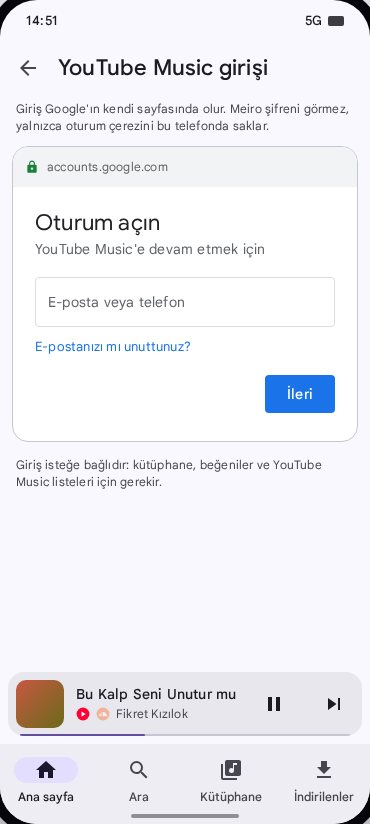 14:51
5G
YouTube Music girişi
Giriş Google'ın kendi sayfasında olur. Meiro şifreni görmez,
yalnızca oturum çerezini bu telefonda saklar.
accounts.google.com
Oturum açın
YouTube Music'e devam etmek için
E-posta veya telefon
E-postanızı mı unuttunuz?
İleri
Giriş isteğe bağlıdır: kütüphane, beğeniler ve YouTube
Music listeleri için gerekir.
Bu Kalp Seni Unutur mu
Fikret Kızılok
Ana sayfa
Ara
Kütüphane
İndirilenler